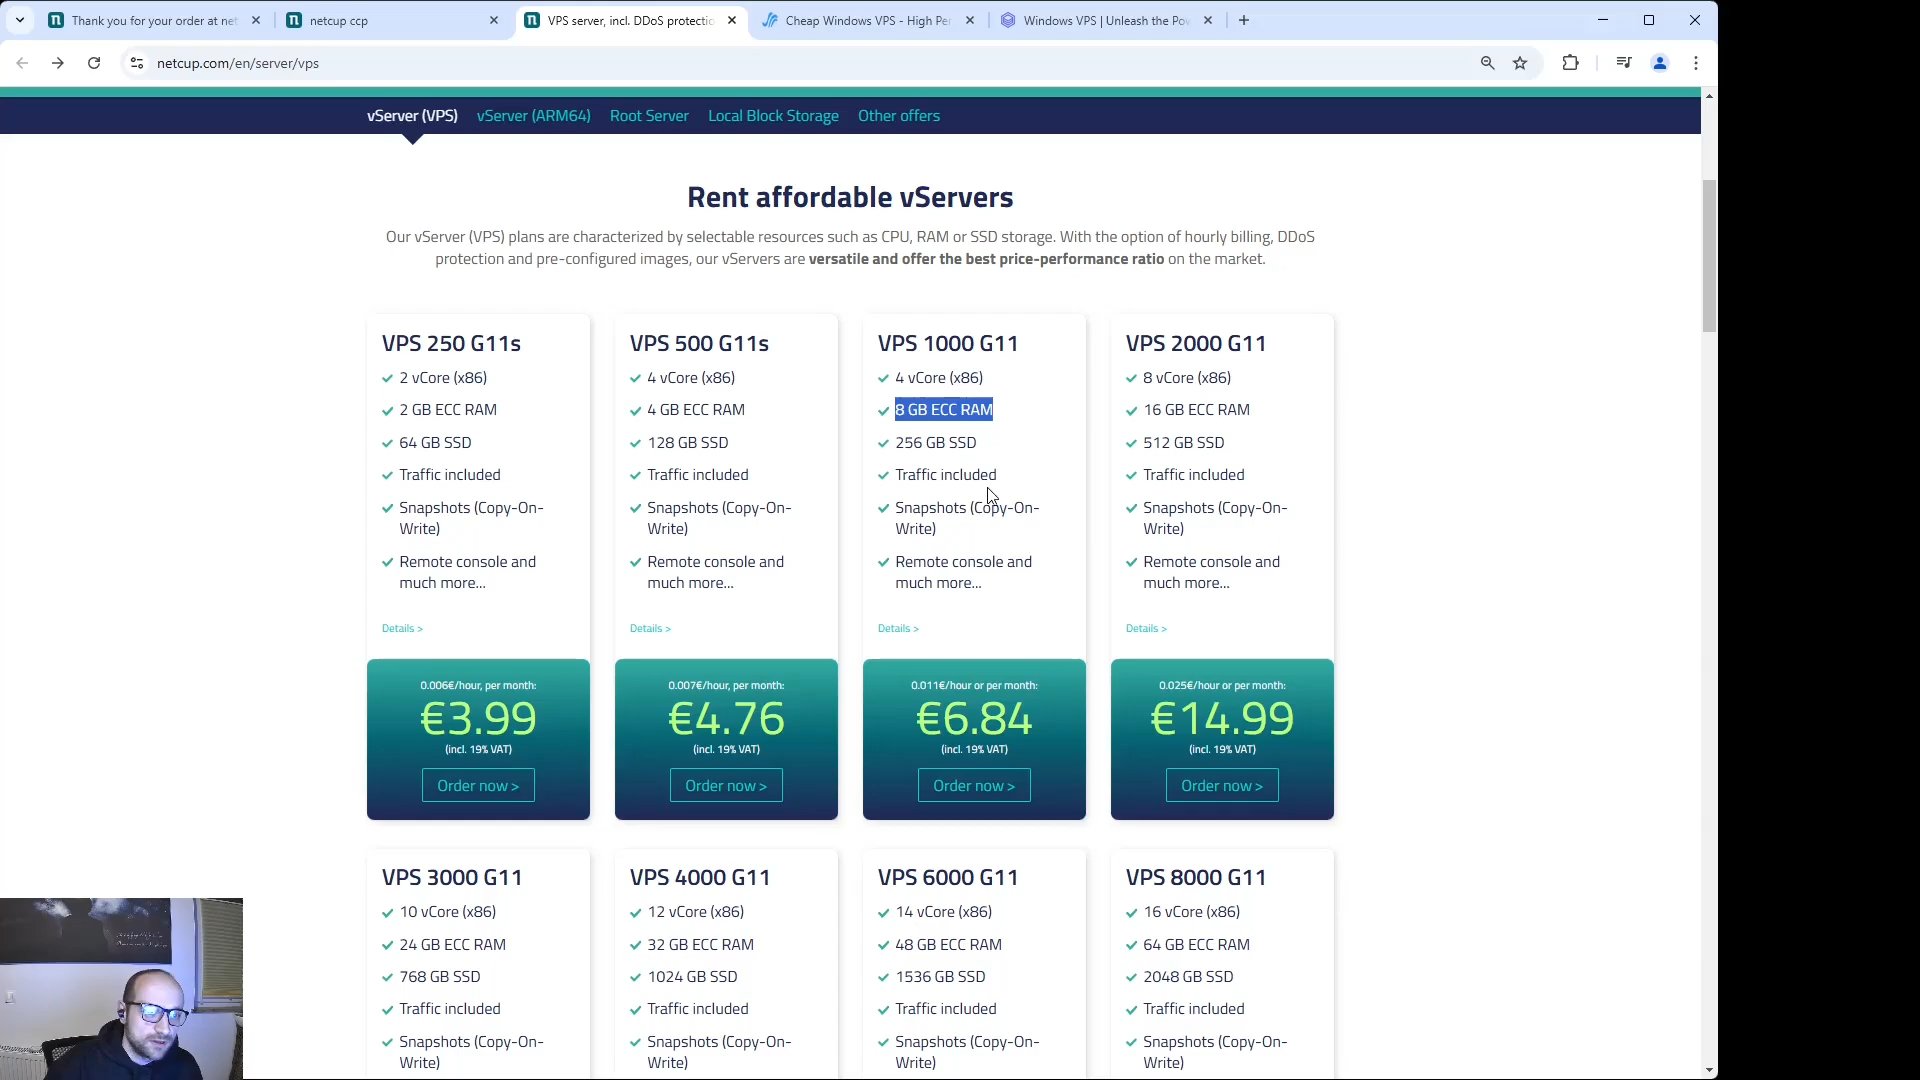 Thank you for your order at net
netcup ccp
VPS server, incl. DDoS protectio
Cheap Windows VPS - High Per
Windows VPS | Unleash the Pow
netcup.com/en/server/vps
vServer (VPS) vServer (ARM64) Root Server Local Block Storage Other offers
Rent affordable vServers
Our vServer (VPS) plans are characterized by selectable resources such as CPU, RAM or SSD storage. With the option of hourly billing, DDoS
protection and pre-configured images, our vServers are versatile and offer the best price-performance ratio on the market.
VPS 250 G11s
2 vCore (x86)
2 GB ECC RAM
64 GB SSD
Traffic included
Snapshots (Copy-On-
Write)
Remote console and
much more...
Details >
0.006€/hour, per month:
€3.99
(incl. 19% VAT)
Order now >
VPS 500 G11s
4 vCore (x86)
4 GB ECC RAM
128 GB SSD
Traffic included
Snapshots (Copy-On-
Write)
Remote console and
much more...
Details >
0.007€/hour, per month:
€4.76
(incl. 19% VAT)
Order now >
VPS 1000 G11
4 vCore (x86)
8 GB ECC RAM
256 GB SSD
Traffic included
Snapshots (Copy-On-
Write)
Remote console and
much more...
Details >
0.011€/hour or per month:
€6.84
(incl. 19% VAT)
Order now >
VPS 2000 G11
8 vCore (x86)
16 GB ECC RAM
512 GB SSD
Traffic included
Snapshots (Copy-On-
Write)
Remote console and
much more...
Details >
0.025€/hour or per month:
€14.99
(incl. 19% VAT)
Order now >
VPS 3000 G11
10 vCore (x86)
24 GB ECC RAM
768 GB SSD
Traffic included
Snapshots (Copy-On-
Write)
VPS 4000 G11
12 vCore (x86)
32 GB ECC RAM
1024 GB SSD
Traffic included
Snapshots (Copy-On-
Write)
VPS 6000 G11
14 vCore (x86)
48 GB ECC RAM
1536 GB SSD
Traffic included
Snapshots (Copy-On-
Write)
VPS 8000 G11
16 vCore (x86)
64 GB ECC RAM
2048 GB SSD
Traffic included
Snapshots (Copy-On-
Write)